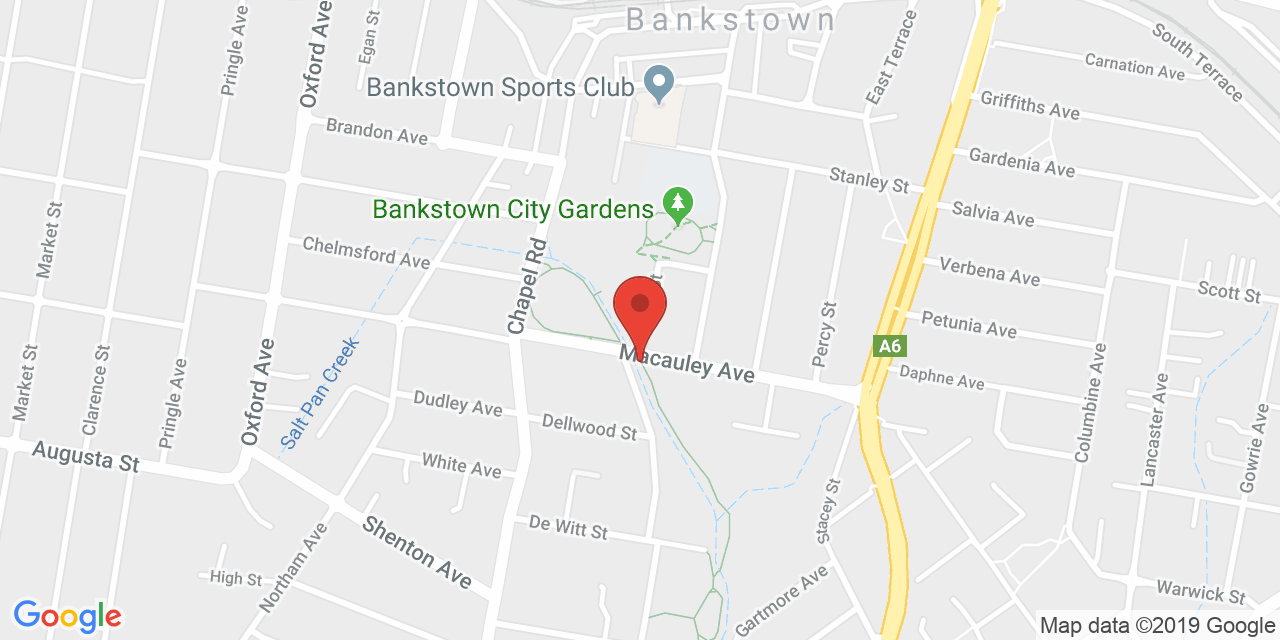 Bankstown
Pringle Ave
Oxford Ave
Egan St
East Terrace
South Terrace
Carnation Ave
Bankstown Sports Club
Griffiths Ave
Brandon Ave
Gardenia Ave
Stanley St
Market St
Bankstown City Gardens
Salvia Ave
Chelmsford Ave
Chapel Rd
Verbena Ave
Scott St
Percy St
Petunia Ave
A6
Macauley Ave
Salt Pan Creek
Market St
Clarence St
Pringle Ave
Oxford Ave
Daphne Ave
Columbine Ave
Lancaster Ave
Gowrie Ave
Dudley Ave
Dellwood St
Augusta St
White Ave
Stacey St
De Witt St
Shenton Ave
Northam Ave
High St
Gartmore Ave
Warwick St
Google
Map data ©2019 Google